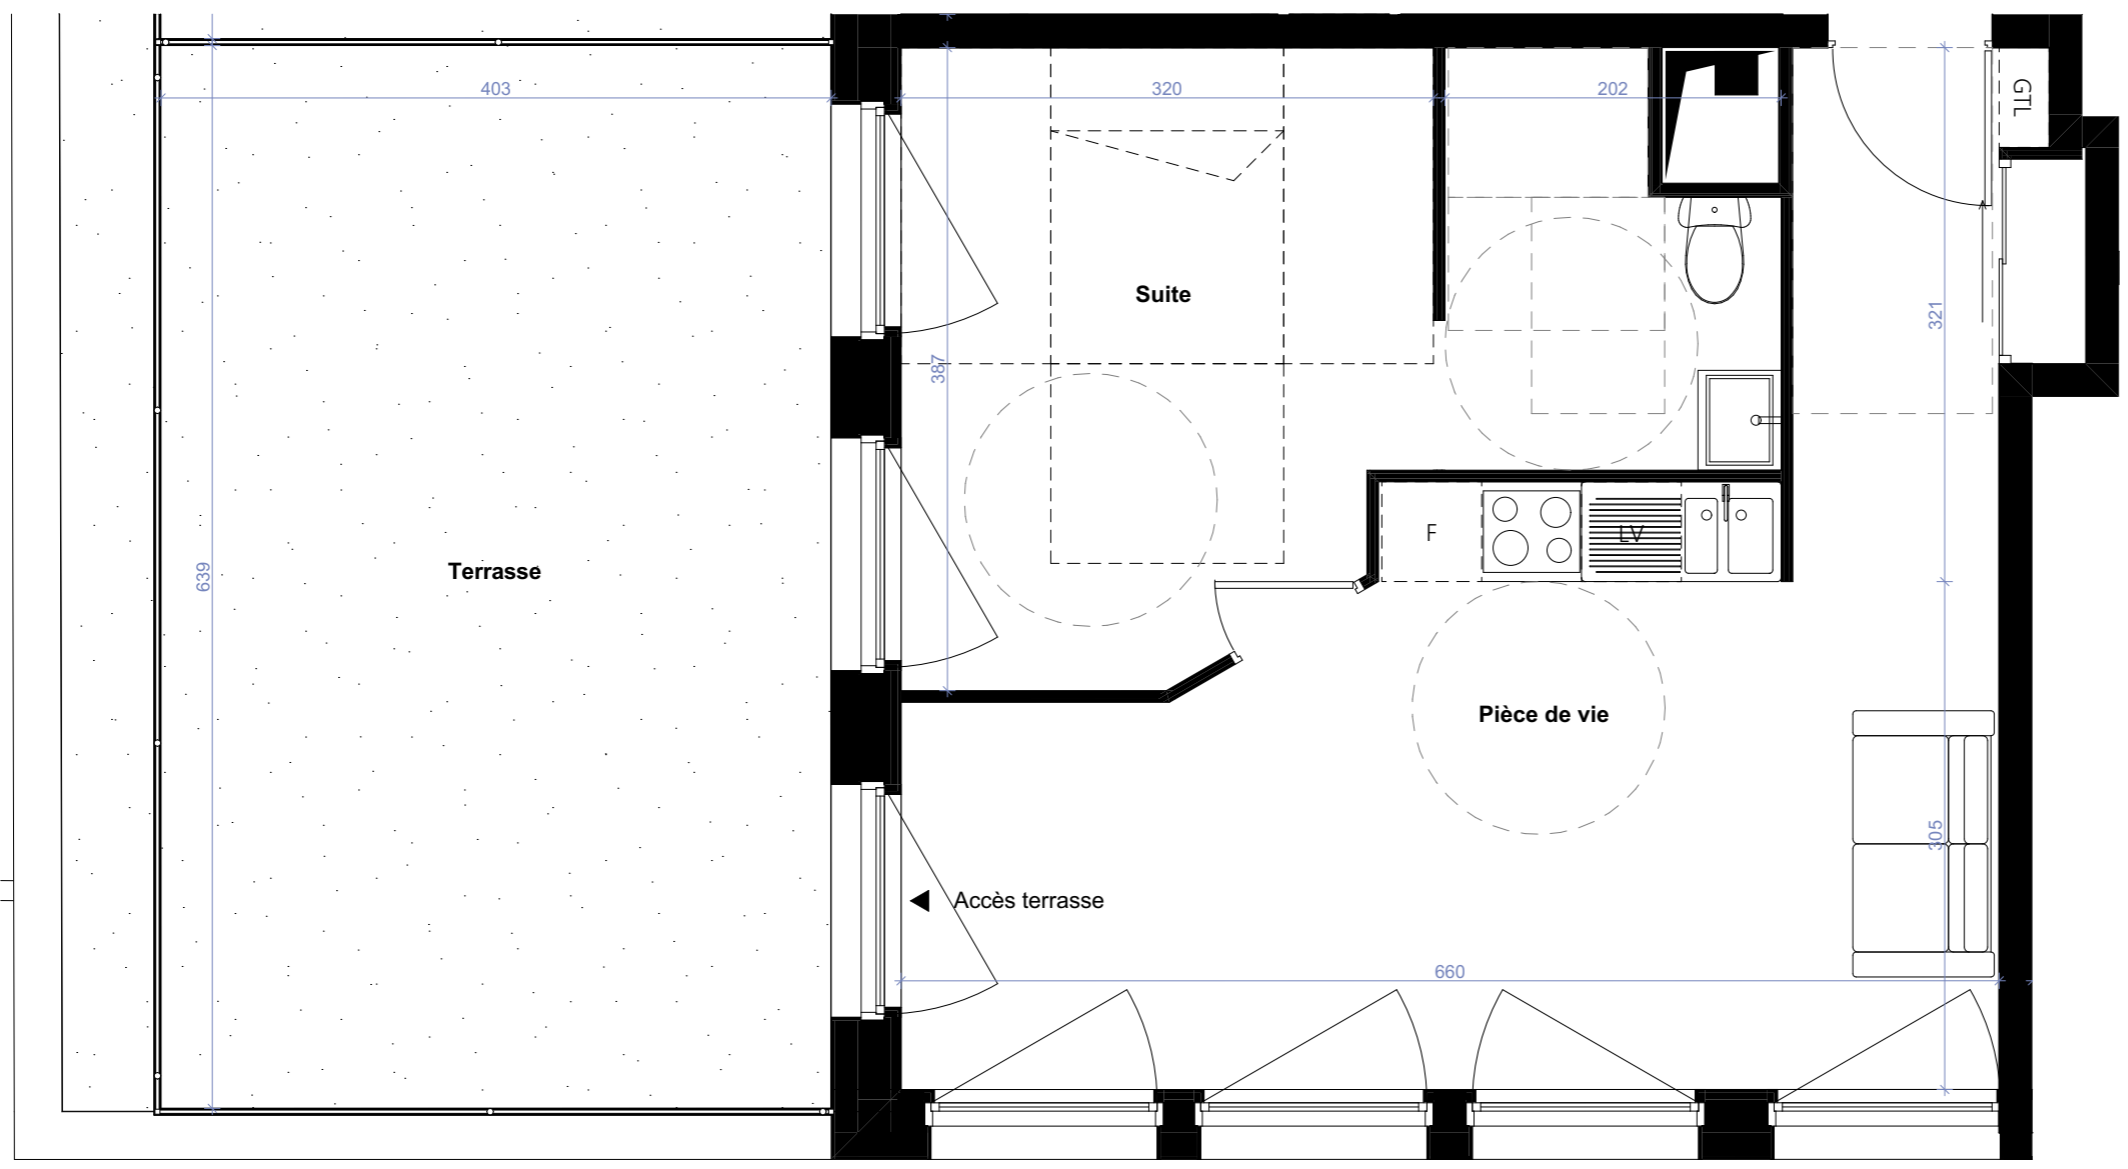 403
320
202
GTL
Suite
321
387
F
LV
Terrasse
639
Pièce de vie
305
Accès terrasse
660